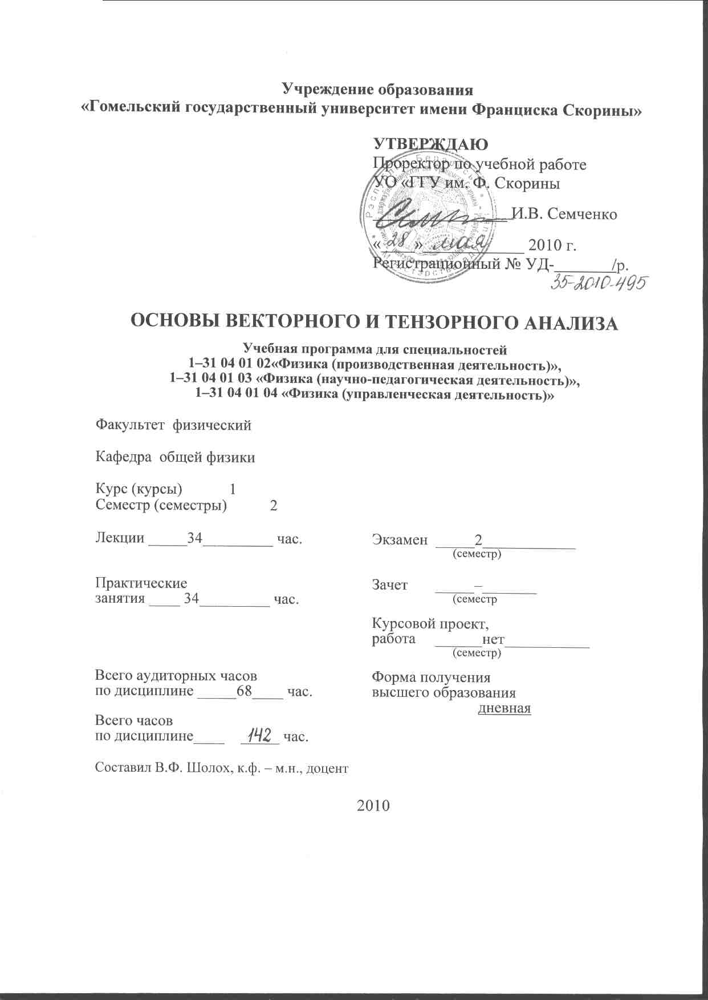 Учреждение образования
«Гомельский государственный университет имени Франциска Скорины»
УТВЕРЖДАЮ
Проректор по учебной работе
УО «ГГУ им. Ф. Скорины
И.В. Семченко
«28» мая 2010 г.
Регистрационный № УД-_______/р.
35-2010-495
ОСНОВЫ ВЕКТОРНОГО И ТЕНЗОРНОГО АНАЛИЗА
Учебная программа для специальностей
1–31 04 01 02«Физика (производственная деятельность)»,
1–31 04 01 03 «Физика (научно-педагогическая деятельность)»,
1–31 04 01 04 «Физика (управленческая деятельность)»
Факультет физический
Кафедра общей физики
Курс (курсы) 1
Семестр (семестры) 2
Лекции _____34_________ час.
Экзамен _____2____________
(семестр)
Практические
занятия ____ 34_________ час.
Зачет _____–_______
(семестр
Курсовой проект,
работа ______нет___________
(семестр)
Всего аудиторных часов
по дисциплине _____68____ час.
Форма получения
высшего образования
дневная
Всего часов
по дисциплине____ 142 час.
Составил В.Ф. Шолох, к.ф. – м.н., доцент
2010